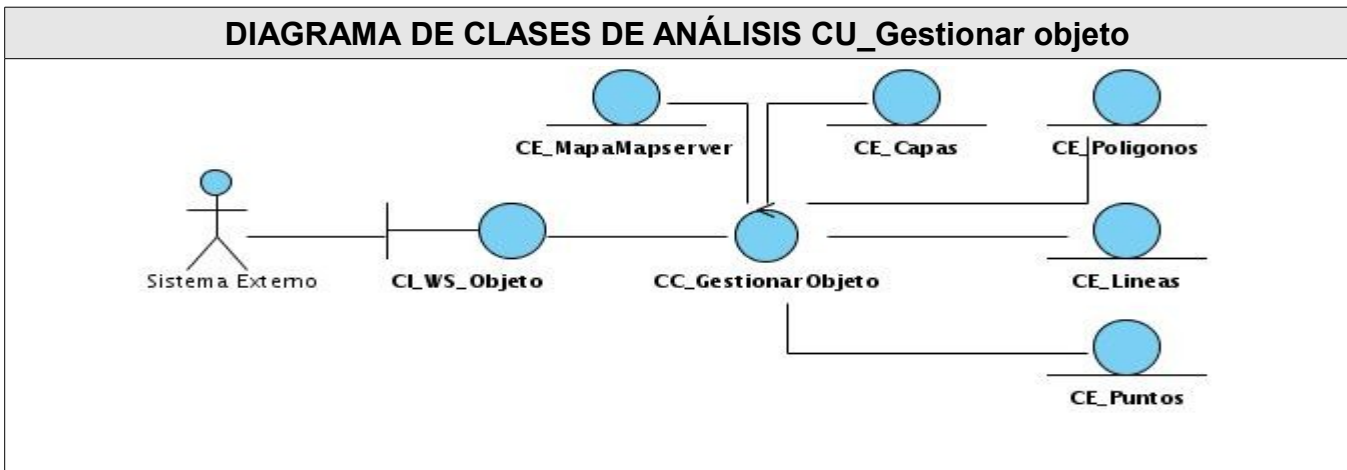 DIAGRAMA DE CLASES DE ANÁLISIS CU_Gestionar objeto
CE_MapaMapserver
CE_Capas
CE_Poligonos
Sistema Externo
CI_WS_Objeto
CC_GestionarObjeto
CE_Lineas
CE_Puntos